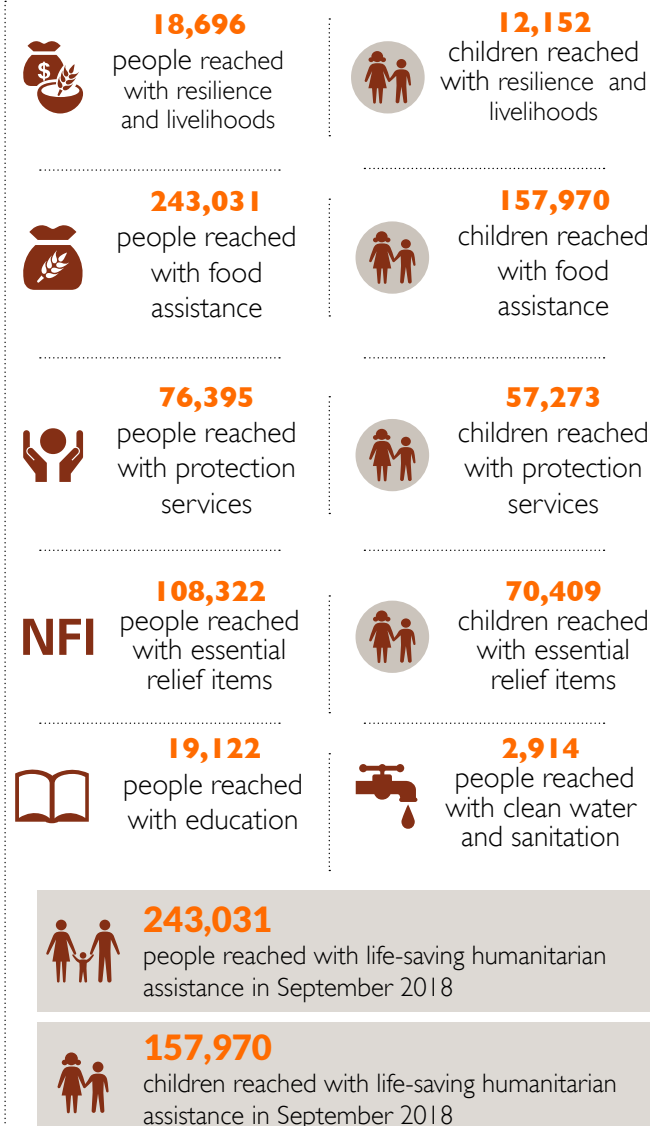 18,696
people reached
with resilience
and livelihoods
12,152
children reached
with resilience and
livelihoods
$
243,031
people reached
with food
assistance
157,970
children reached
with food
assistance
76,395
people reached
with protection
services
57,273
children reached
with protection
services
NFI
108,322
people reached
with essential
relief items
70,409
children reached
with essential
relief items
19,122
people reached
with education
2,914
people reached
with clean water
and sanitation
243,031
people reached with life-saving humanitarian
assistance in September 2018
157,970
children reached with life-saving humanitarian
assistance in September 2018